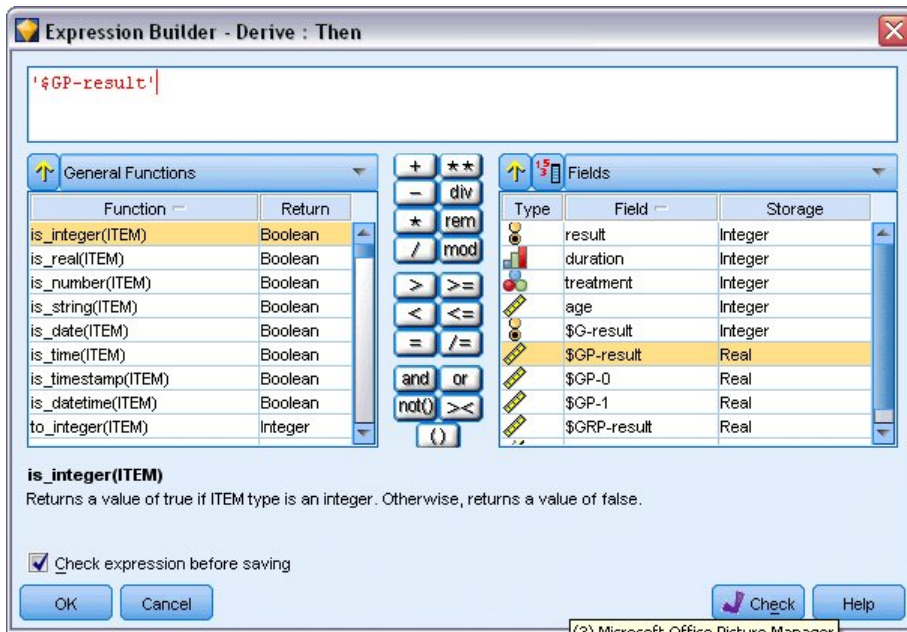 Expression Builder - Derive : Then
'$GP-result'
General Functions
Function Return
is_integer(ITEM) Boolean
is_real(ITEM) Boolean
is_number(ITEM) Boolean
is_string(ITEM) Boolean
is_date(ITEM) Boolean
is_time(ITEM) Boolean
is_timestamp(ITEM) Boolean
is_datetime(ITEM) Boolean
to_integer(ITEM) Integer
+ **
- div
* rem
/ mod
> >=
< <=
= /=
and or
not() ><
()
Fields
Type Field Storage
result Integer
duration Integer
treatment Integer
age Integer
$G-result Integer
$GP-result Real
$GP-0 Real
$GP-1 Real
$GRP-result Real
is_integer(ITEM)
Returns a value of true if ITEM type is an integer. Otherwise, returns a value of false.
Check expression before saving
OK Cancel Check Help
(3) Microsoft Office Picture Manager